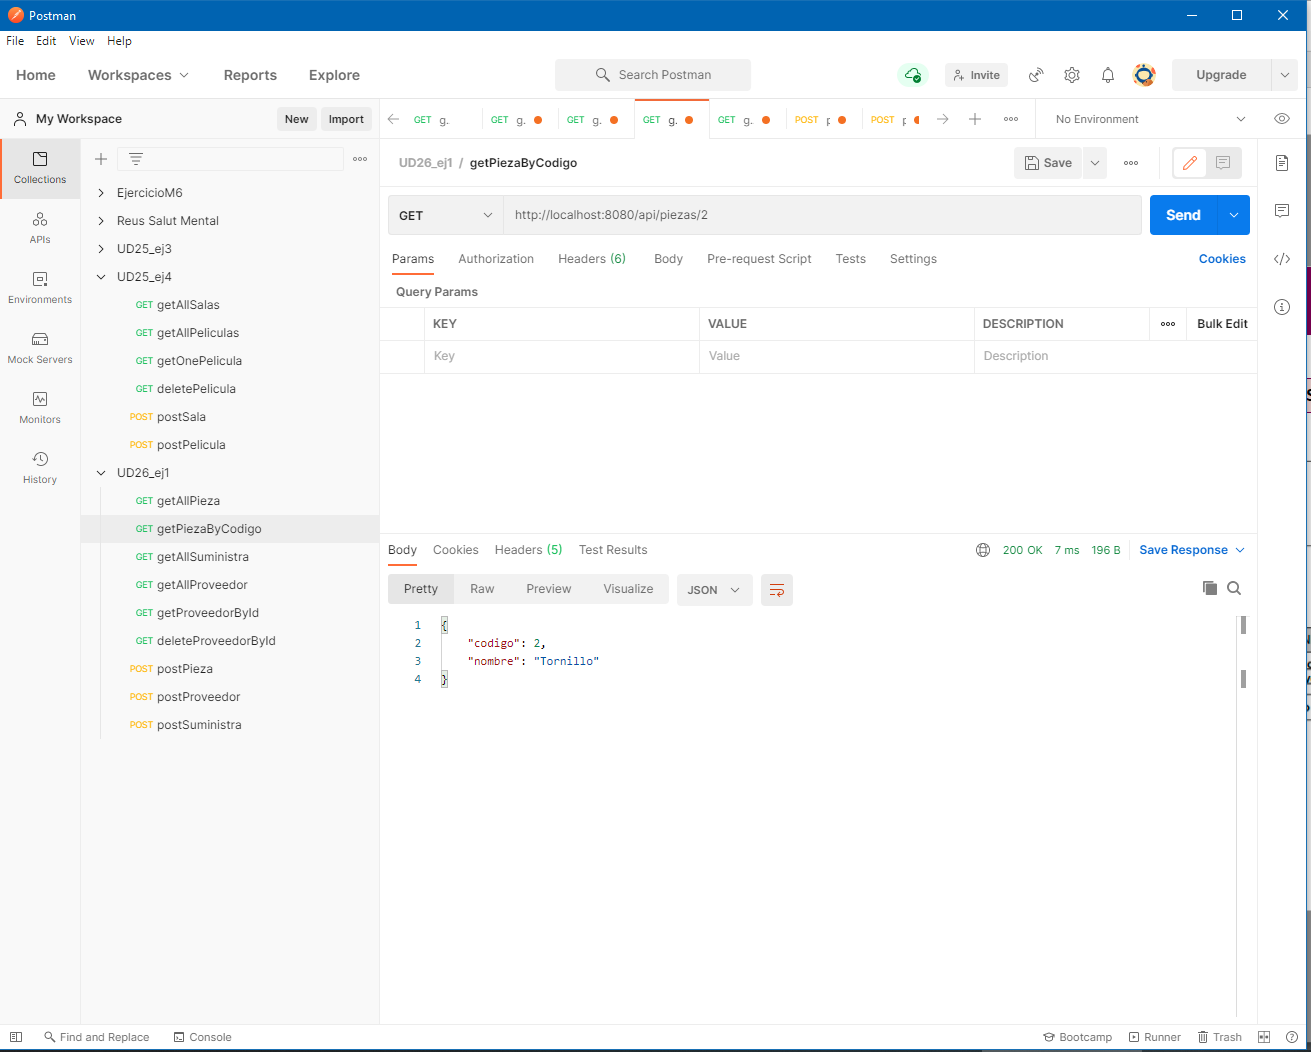 Postman
File Edit View Help
Home Workspaces Reports Explore
Search Postman
Invite
Upgrade
My Workspace
New Import
GET g.
GET g.
GET g.
GET g.
GET g.
POST
POST
No Environment
Collections
APIs
Environments
Mock Servers
Monitors
History
EjercicioM6
Reus Salut Mental
UD25_ej3
UD25_ej4
GET getAllSalas
GET getAllPeliculas
GET getOnePelicula
GET deletePelicula
POST postSala
POST postPelicula
UD26_ej1
GET getAllPieza
GET getPiezaByCodigo
GET getAllSuministra
GET getAllProveedor
GET getProveedorById
GET deleteProveedorById
POST postPieza
POST postProveedor
POST postSuministra
UD26_ej1 / getPiezaByCodigo
Save
GET http://localhost:8080/api/piezas/2
Send
Params Authorization Headers (6) Body Pre-request Script Tests Settings
Cookies
Query Params
KEY VALUE DESCRIPTION Bulk Edit
Key Value Description
Body Cookies Headers (5) Test Results
200 OK 7 ms 196 B Save Response
Pretty Raw Preview Visualize JSON
1 {
2 "codigo": 2,
3 "nombre": "Tornillo"
4 }
Find and Replace Console
Bootcamp Runner Trash